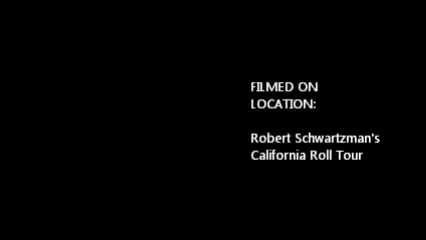 FILMED ON
LOCATION:
Robert Schwartzman's
California Roll Tour